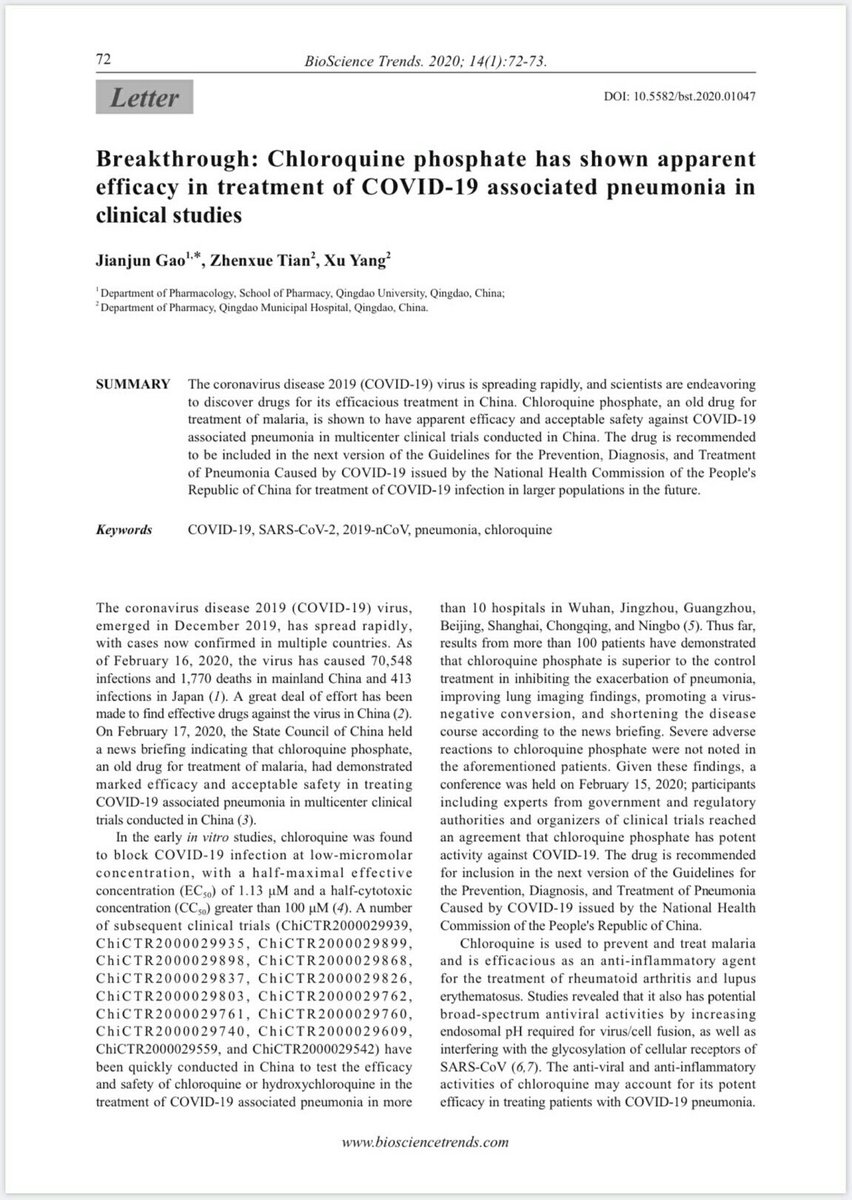 72
BioScience Trends. 2020; 14(1):72-73.
Letter
DOI: 10.5582/bst.2020.01047
Breakthrough: Chloroquine phosphate has shown apparent
efficacy in treatment of COVID-19 associated pneumonia in
clinical studies
Jianjun Gao1,*, Zhenxue Tian2, Xu Yang2
1 Department of Pharmacology, School of Pharmacy, Qingdao University, Qingdao, China;
2 Department of Pharmacy, Qingdao Municipal Hospital, Qingdao, China.
SUMMARY
The coronavirus disease 2019 (COVID-19) virus is spreading rapidly, and scientists are endeavoring
to discover drugs for its efficacious treatment in China. Chloroquine phosphate, an old drug for
treatment of malaria, is shown to have apparent efficacy and acceptable safety against COVID-19
associated pneumonia in multicenter clinical trials conducted in China. The drug is recommended
to be included in the next version of the Guidelines for the Prevention, Diagnosis, and Treatment
of Pneumonia Caused by COVID-19 issued by the National Health Commission of the People's
Republic of China for treatment of COVID-19 infection in larger populations in the future.
Keywords
COVID-19, SARS-CoV-2, 2019-nCoV, pneumonia, chloroquine
The coronavirus disease 2019 (COVID-19) virus,
emerged in December 2019, has spread rapidly,
with cases now confirmed in multiple countries. As
of February 16, 2020, the virus has caused 70,548
infections and 1,770 deaths in mainland China and 413
infections in Japan (1). A great deal of effort has been
made to find effective drugs against the virus in China (2).
On February 17, 2020, the State Council of China held
a news briefing indicating that chloroquine phosphate,
an old drug for treatment of malaria, had demonstrated
marked efficacy and acceptable safety in treating
COVID-19 associated pneumonia in multicenter clinical
trials conducted in China (3).
In the early in vitro studies, chloroquine was found
to block COVID-19 infection at low-micromolar
concentration, with a half-maximal effective
concentration (EC50) of 1.13 μM and a half-cytotoxic
concentration (CC50) greater than 100 μM (4). A number
of subsequent clinical trials (ChiCTR2000029939,
ChiCTR2000029935, ChiCTR2000029899,
ChiCTR2000029898, ChiCTR2000029868,
ChiCTR2000029837, ChiCTR2000029826,
ChiCTR2000029803, ChiCTR2000029762,
ChiCTR2000029761, ChiCTR2000029760,
ChiCTR2000029740, ChiCTR2000029609,
ChiCTR2000029559, and ChiCTR2000029542) have
been quickly conducted in China to test the efficacy
and safety of chloroquine or hydroxychloroquine in the
treatment of COVID-19 associated pneumonia in more
than 10 hospitals in Wuhan, Jingzhou, Guangzhou,
Beijing, Shanghai, Chongqing, and Ningbo (5). Thus far,
results from more than 100 patients have demonstrated
that chloroquine phosphate is superior to the control
treatment in inhibiting the exacerbation of pneumonia,
improving lung imaging findings, promoting a virus-
negative conversion, and shortening the disease
course according to the news briefing. Severe adverse
reactions to chloroquine phosphate were not noted in
the aforementioned patients. Given these findings, a
conference was held on February 15, 2020; participants
including experts from government and regulatory
authorities and organizers of clinical trials reached
an agreement that chloroquine phosphate has potent
activity against COVID-19. The drug is recommended
for inclusion in the next version of the Guidelines for
the Prevention, Diagnosis, and Treatment of Pneumonia
Caused by COVID-19 issued by the National Health
Commission of the People's Republic of China.
Chloroquine is used to prevent and treat malaria
and is efficacious as an anti-inflammatory agent
for the treatment of rheumatoid arthritis and lupus
erythematosus. Studies revealed that it also has potential
broad-spectrum antiviral activities by increasing
endosomal pH required for virus/cell fusion, as well as
interfering with the glycosylation of cellular receptors of
SARS-CoV (6,7). The anti-viral and anti-inflammatory
activities of chloroquine may account for its potent
efficacy in treating patients with COVID-19 pneumonia.
www.biosciencetrends.com